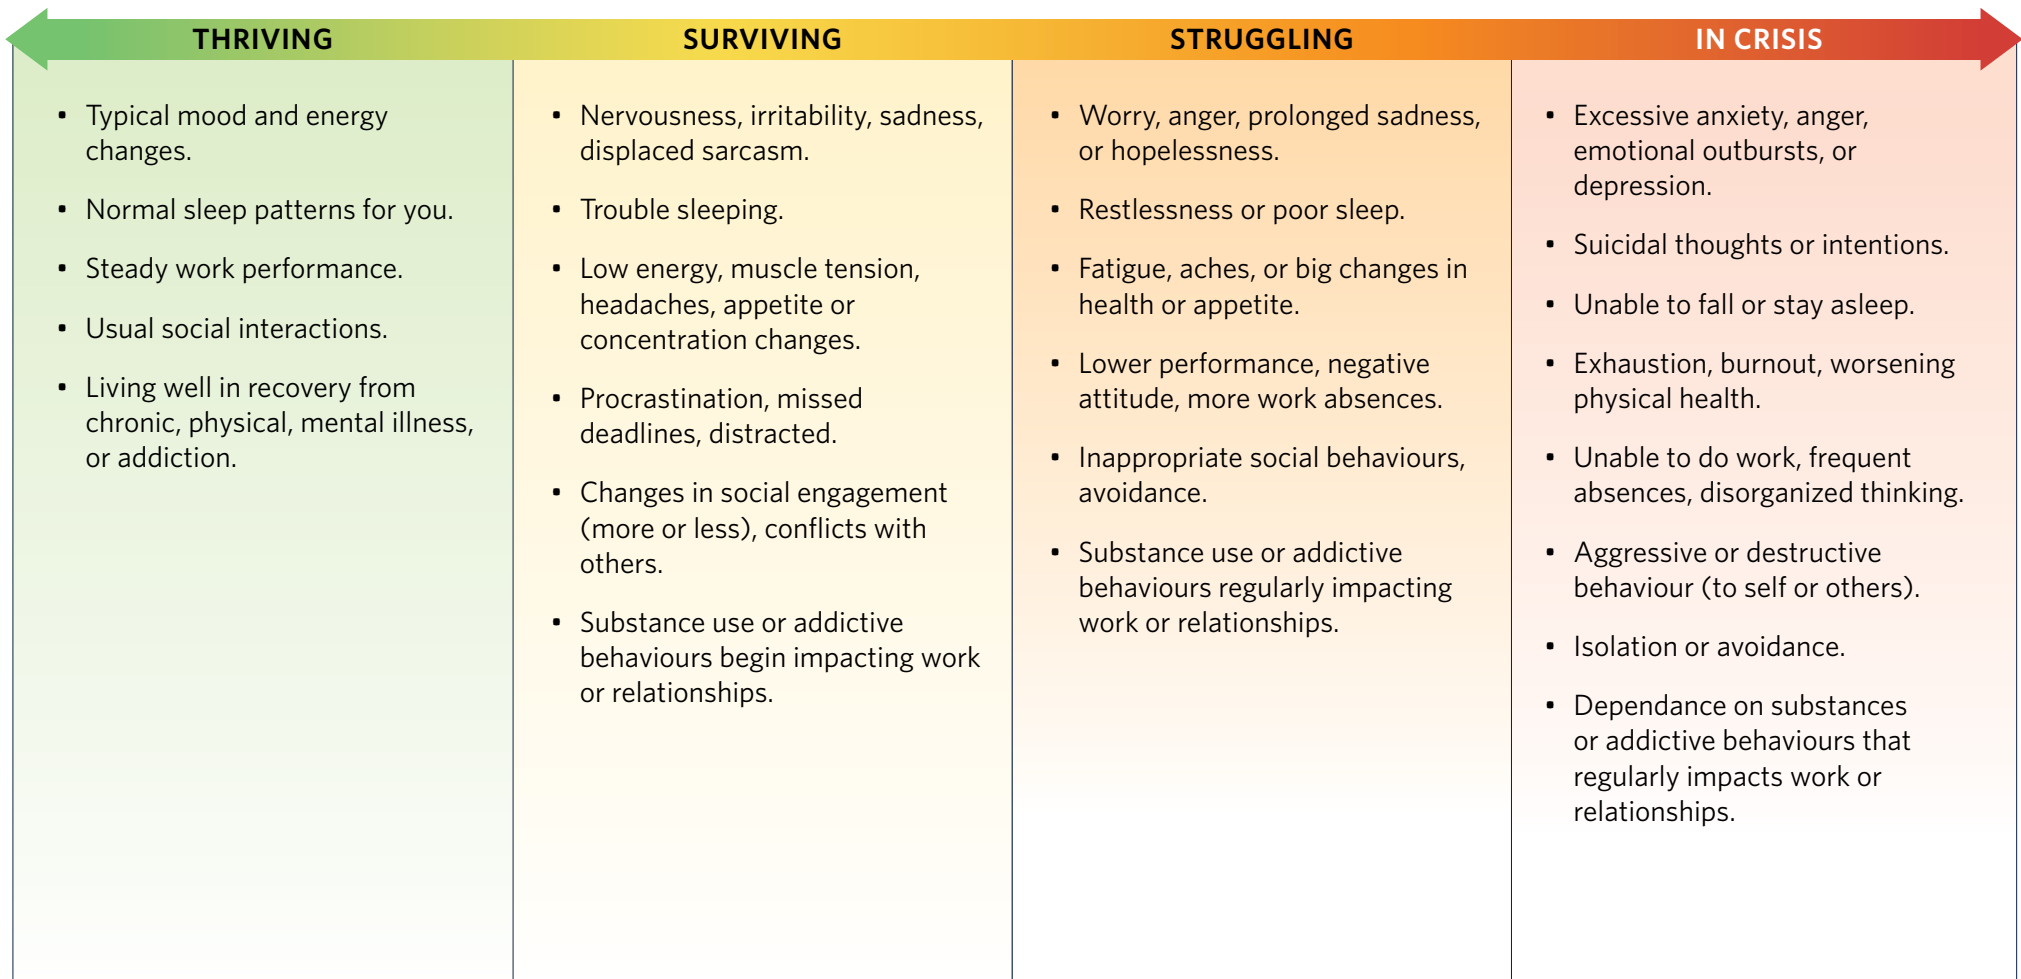 THRIVING
SURVIVING
STRUGGLING
IN CRISIS
• Typical mood and energy
changes.
• Normal sleep patterns for you.
• Steady work performance.
• Usual social interactions.
• Living well in recovery from
chronic, physical, mental illness,
or addiction.
• Nervousness, irritability, sadness,
displaced sarcasm.
• Trouble sleeping.
• Low energy, muscle tension,
headaches, appetite or
concentration changes.
• Procrastination, missed
deadlines, distracted.
• Changes in social engagement
(more or less), conflicts with
others.
• Substance use or addictive
behaviours begin impacting work
or relationships.
• Worry, anger, prolonged sadness,
or hopelessness.
• Restlessness or poor sleep.
• Fatigue, aches, or big changes in
health or appetite.
• Lower performance, negative
attitude, more work absences.
• Inappropriate social behaviours,
avoidance.
• Substance use or addictive
behaviours regularly impacting
work or relationships.
• Excessive anxiety, anger,
emotional outbursts, or
depression.
• Suicidal thoughts or intentions.
• Unable to fall or stay asleep.
• Exhaustion, burnout, worsening
physical health.
• Unable to do work, frequent
absences, disorganized thinking.
• Aggressive or destructive
behaviour (to self or others).
• Isolation or avoidance.
• Dependance on substances
or addictive behaviours that
regularly impacts work or
relationships.